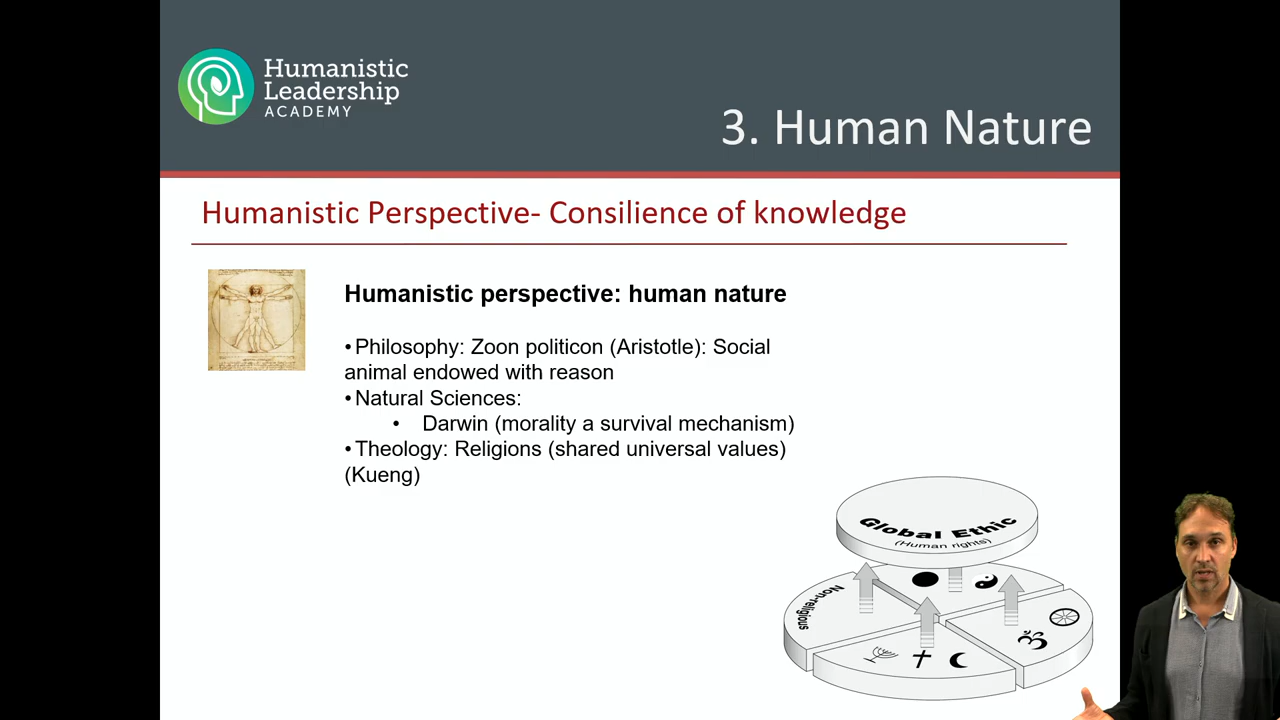 Humanistic
Leadership
ACADEMY
3. Human Nature
Humanistic Perspective- Consilience of knowledge
Humanistic perspective: human nature
•Philosophy: Zoon politicon (Aristotle): Social
animal endowed with reason
•Natural Sciences:
• Darwin (morality a survival mechanism)
•Theology: Religions (shared universal values)
(Kueng)
Global Ethic
(Human rights)
Non-religious
ॐ